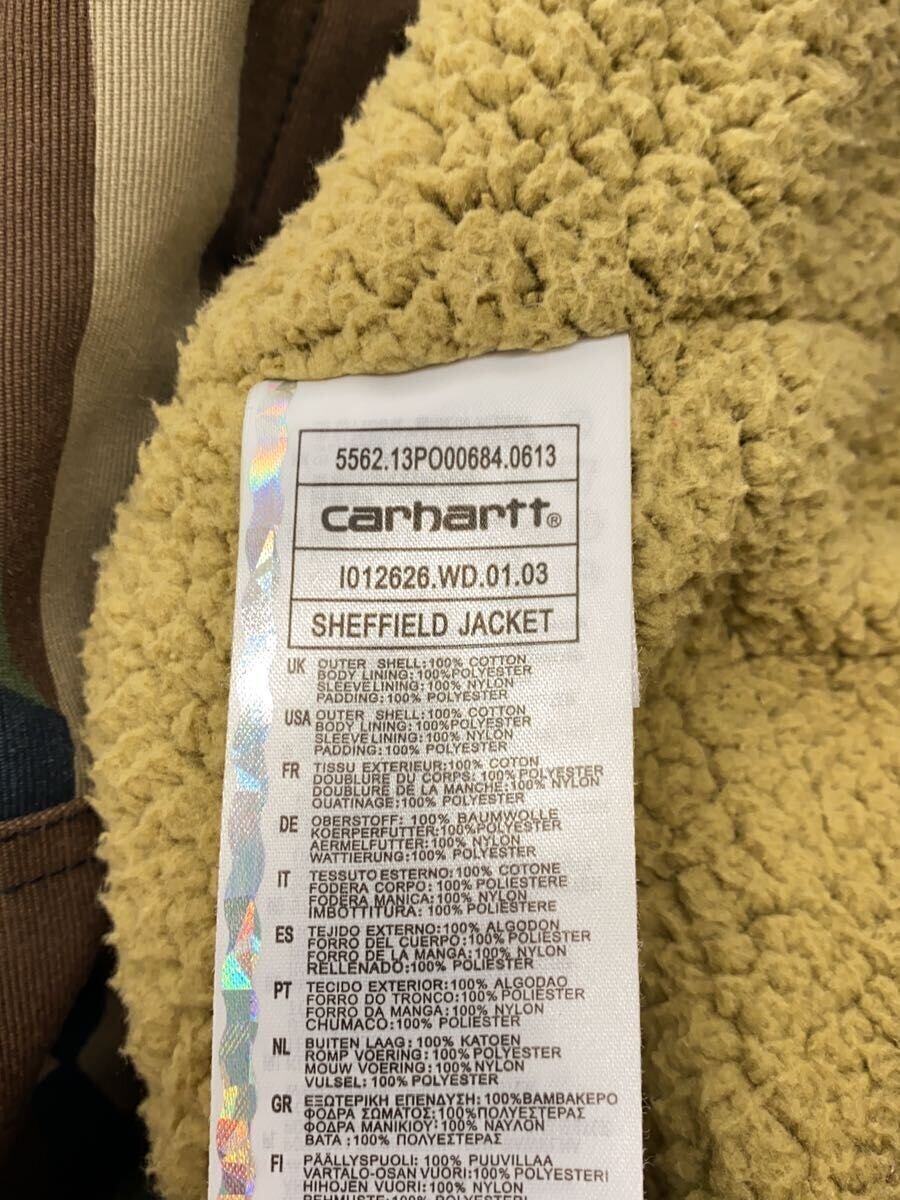 5562.13PO00684.0613
carhartt®
I012626.WD.01.03
SHEFFIELD JACKET
UK OUTER SHELL:100% COTTON
BODY LINING:100%POLYESTER
SLEEVELINING:100% NYLON
PADDING:100% POLYESTER
USA OUTER SHELL:100% COTTON
BODY LINING:100%POLYESTER
SLEEVELINING:100% NYLON
PADDING:100% POLYESTER
FR TISSU EXTERIEUR:100% COTON
DOUBLURE DU CORPS: 100% POLYESTER
DOUBLURE DE LA MANCHE:100% NYLON
OUATINAGE:100% POLYESTER
DE OBERSTOFF: 100% BAUMWOLLE
KOERPERFUTTER:100%POLYESTER
AERMELFUTTER:100% NYLON
WATTIERUNG:100% POLYESTER
IT TESSUTO ESTERNO:100% COTONE
FODERA CORPO: 100% POLIESTERE
FODERA MANICA:100% NYLON
IMBOTTITURA: 100% POLIESTERE
ES TEJIDO EXTERNO:100% ALGODON
FORRO DEL CUERPO:100% POLIESTER
FORRO DE LA MANGA:100% NYLON
RELLENADO:100% POLIESTER
PT TECIDO EXTERIOR:100% ALGODAO
FORRO DO TRONCO:100% POLIESTER
FORRO DA MANGA:100% NYLON
CHUMACO:100% POLIESTER
NL BUITEN LAAG:100% KATOEN
ROMP VOERING:100% POLYESTER
MOUW VOERING:100% NYLON
VULSEL: 100% POLYESTER
GR ΕΞΩΤΕΡΙΚΗ ΕΠΕΝΔΥΣΗ: 100%ΒΑΜΒΑΚΕΡΟ
ΦΟΔΡΑ ΣΩΜΑΤΟΣ:100%ΠΟΛΥΕΣΤΕΡΑΣ
ΦΟΔΡΑ ΜΑΝΙΚΙΟΥ:100% ΝΑΥΛΟΝ
ΒΑΤΑ :100% ΠΟΛΥΕΣΤΕΡΑΣ
FI PÄÄLLYSPUOLI: 100% PUUVILLAA
VARTALO-OSAN VUORI:100% POLYESTERI
HIHOJEN VUORI:100% NYLON
PEHMUSTE:100% POLYESTERI